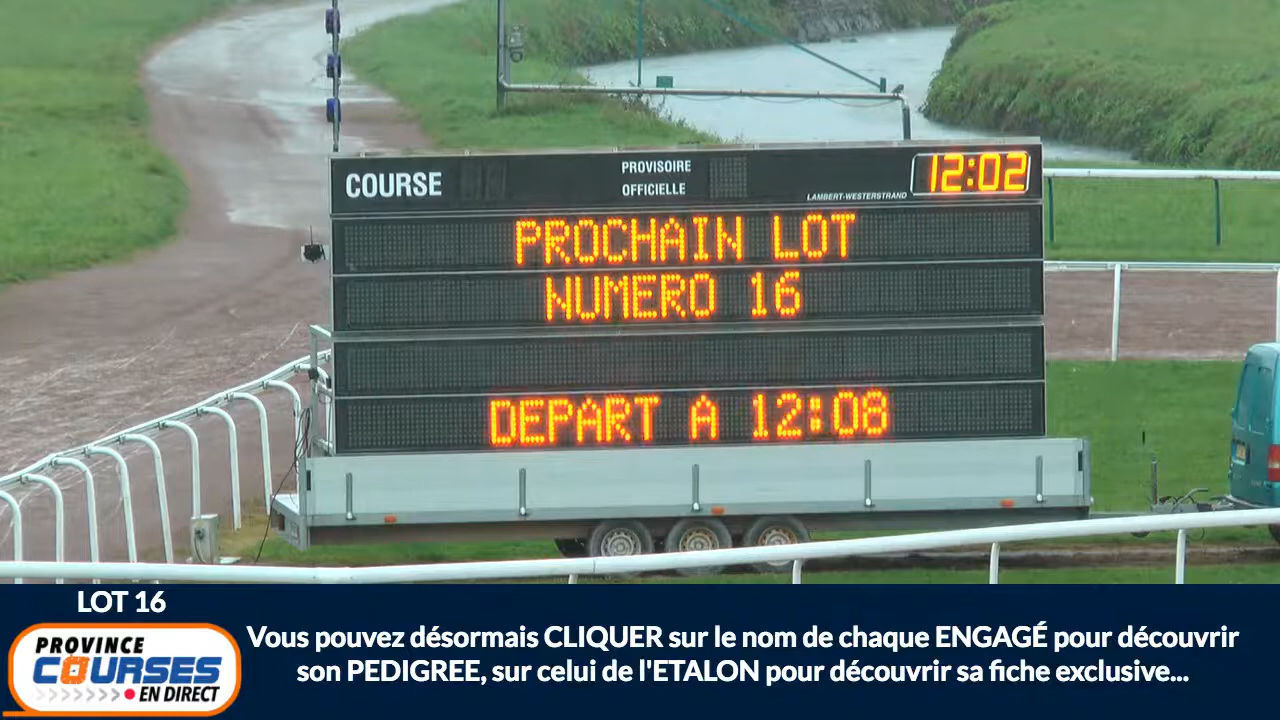 COURSE
PROVISOIRE
OFFICIELLE
LAMBERT-WESTERSTRAND
12:02
PROCHAIN LOT
NUMERO 16
DEPART A 12:08
LOT 16
PROVINCE
COURSES
EN DIRECT
Vous pouvez désormais CLIQUER sur le nom de chaque ENGAGÉ pour découvrir
son PEDIGREE, sur celui de l'ETALON pour découvrir sa fiche exclusive...